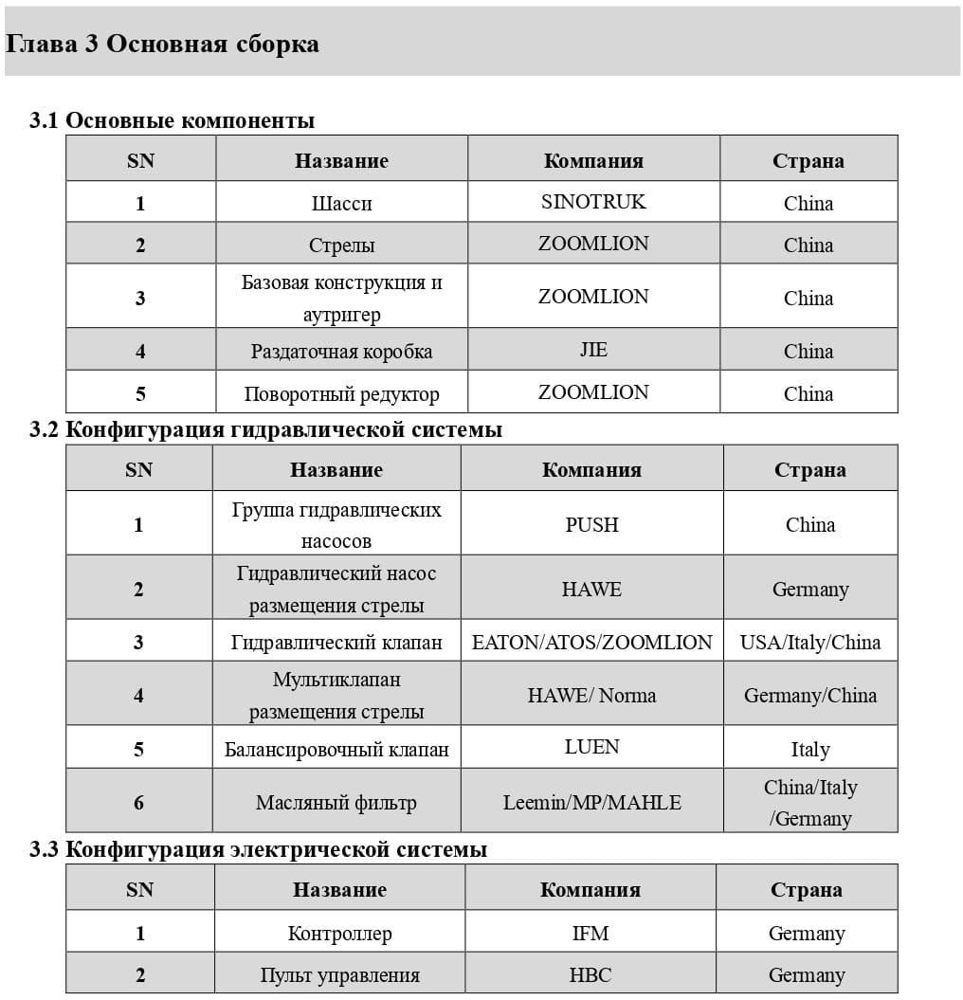 Глава 3 Основная сборка
3.1 Основные компоненты
SN Название Компания Страна
1 Шасси SINOTRUK China
2 Стрелы ZOOMLION China
3 Базовая конструкция и аутригер ZOOMLION China
4 Раздаточная коробка JIE China
5 Поворотный редуктор ZOOMLION China
3.2 Конфигурация гидравлической системы
SN Название Компания Страна
1 Группа гидравлических насосов PUSH China
2 Гидравлический насос размещения стрелы HAWE Germany
3 Гидравлический клапан EATON/ATOS/ZOOMLION USA/Italy/China
4 Мультиклапан размещения стрелы HAWE/ Norma Germany/China
5 Балансировочный клапан LUEN Italy
6 Масляный фильтр Leemin/MP/MAHLE China/Italy /Germany
3.3 Конфигурация электрической системы
SN Название Компания Страна
1 Контроллер IFM Germany
2 Пульт управления HBC Germany